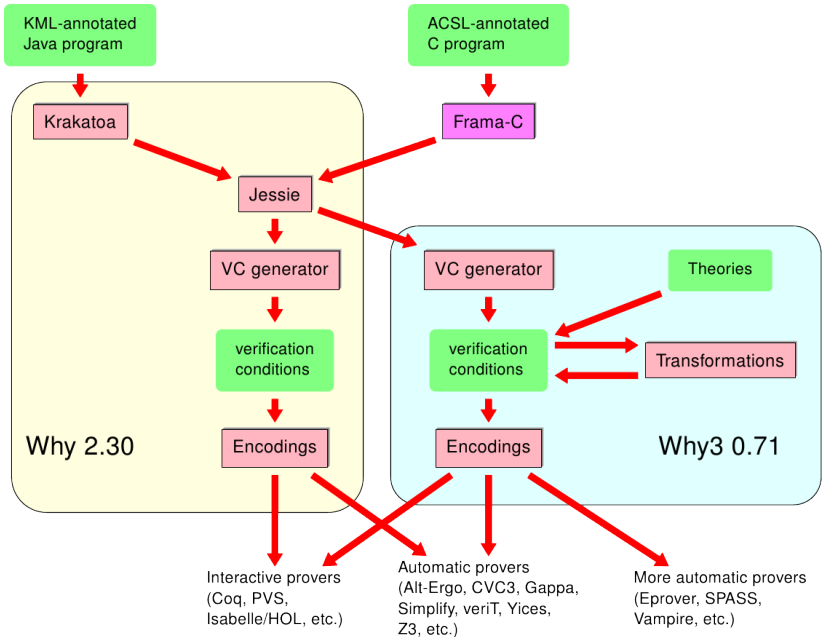 KML-annotated
Java program
ACSL-annotated
C program
Krakatoa
Frama-C
Jessie
VC generator
VC generator
Theories
verification
conditions
verification
conditions
Transformations
Why 2.30
Encodings
Encodings
Why3 0.71
Interactive provers
(Coq, PVS,
Isabelle/HOL, etc.)
Automatic provers
(Alt-Ergo, CVC3, Gappa,
Simplify, veriT, Yices,
Z3, etc.)
More automatic provers
(Eprover, SPASS,
Vampire, etc.)